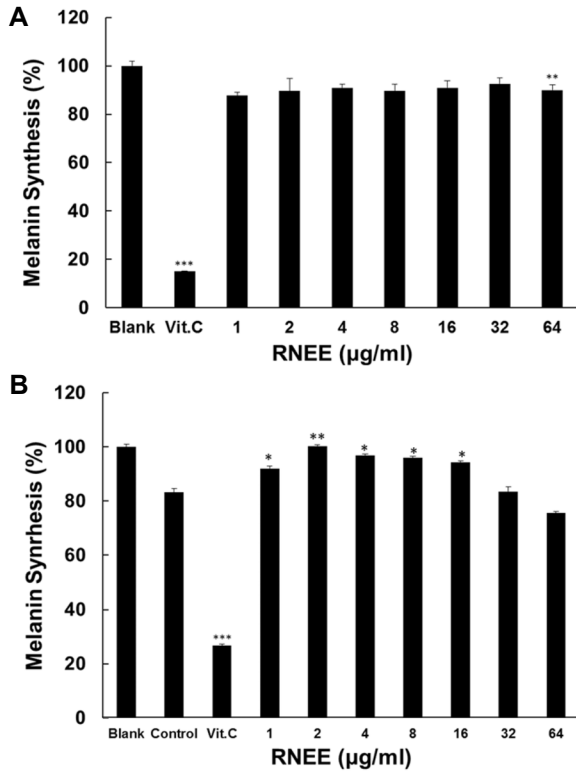 A
120
100
80
60
40
20
0
Melanin Synthesis (%)
***
**
Blank Vit.C 1 2 4 8 16 32 64
RNEE (µg/ml)
B
120
100
80
60
40
20
0
Melanin Synrhesis (%)
***
*
**
*
*
*
Blank Control Vit.C 1 2 4 8 16 32 64
RNEE (µg/ml)